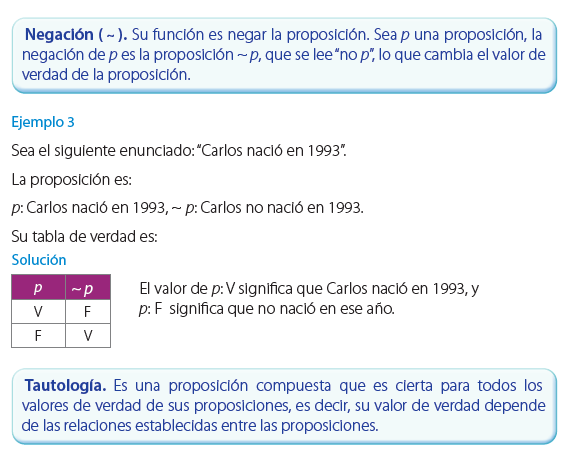 Negación ( ~ ). Su función es negar la proposición. Sea p una proposición, la
negación de p es la proposición ~ p, que se lee “no p”, lo que cambia el valor de
verdad de la proposición.
Ejemplo 3
Sea el siguiente enunciado: “Carlos nació en 1993”.
La proposición es:
p: Carlos nació en 1993, ~ p: Carlos no nació en 1993.
Su tabla de verdad es:
Solución
p ~ p
V F
F V
El valor de p: V significa que Carlos nació en 1993, y
p: F significa que no nació en ese año.
Tautología. Es una proposición compuesta que es cierta para todos los
valores de verdad de sus proposiciones, es decir, su valor de verdad depende
de las relaciones establecidas entre las proposiciones.